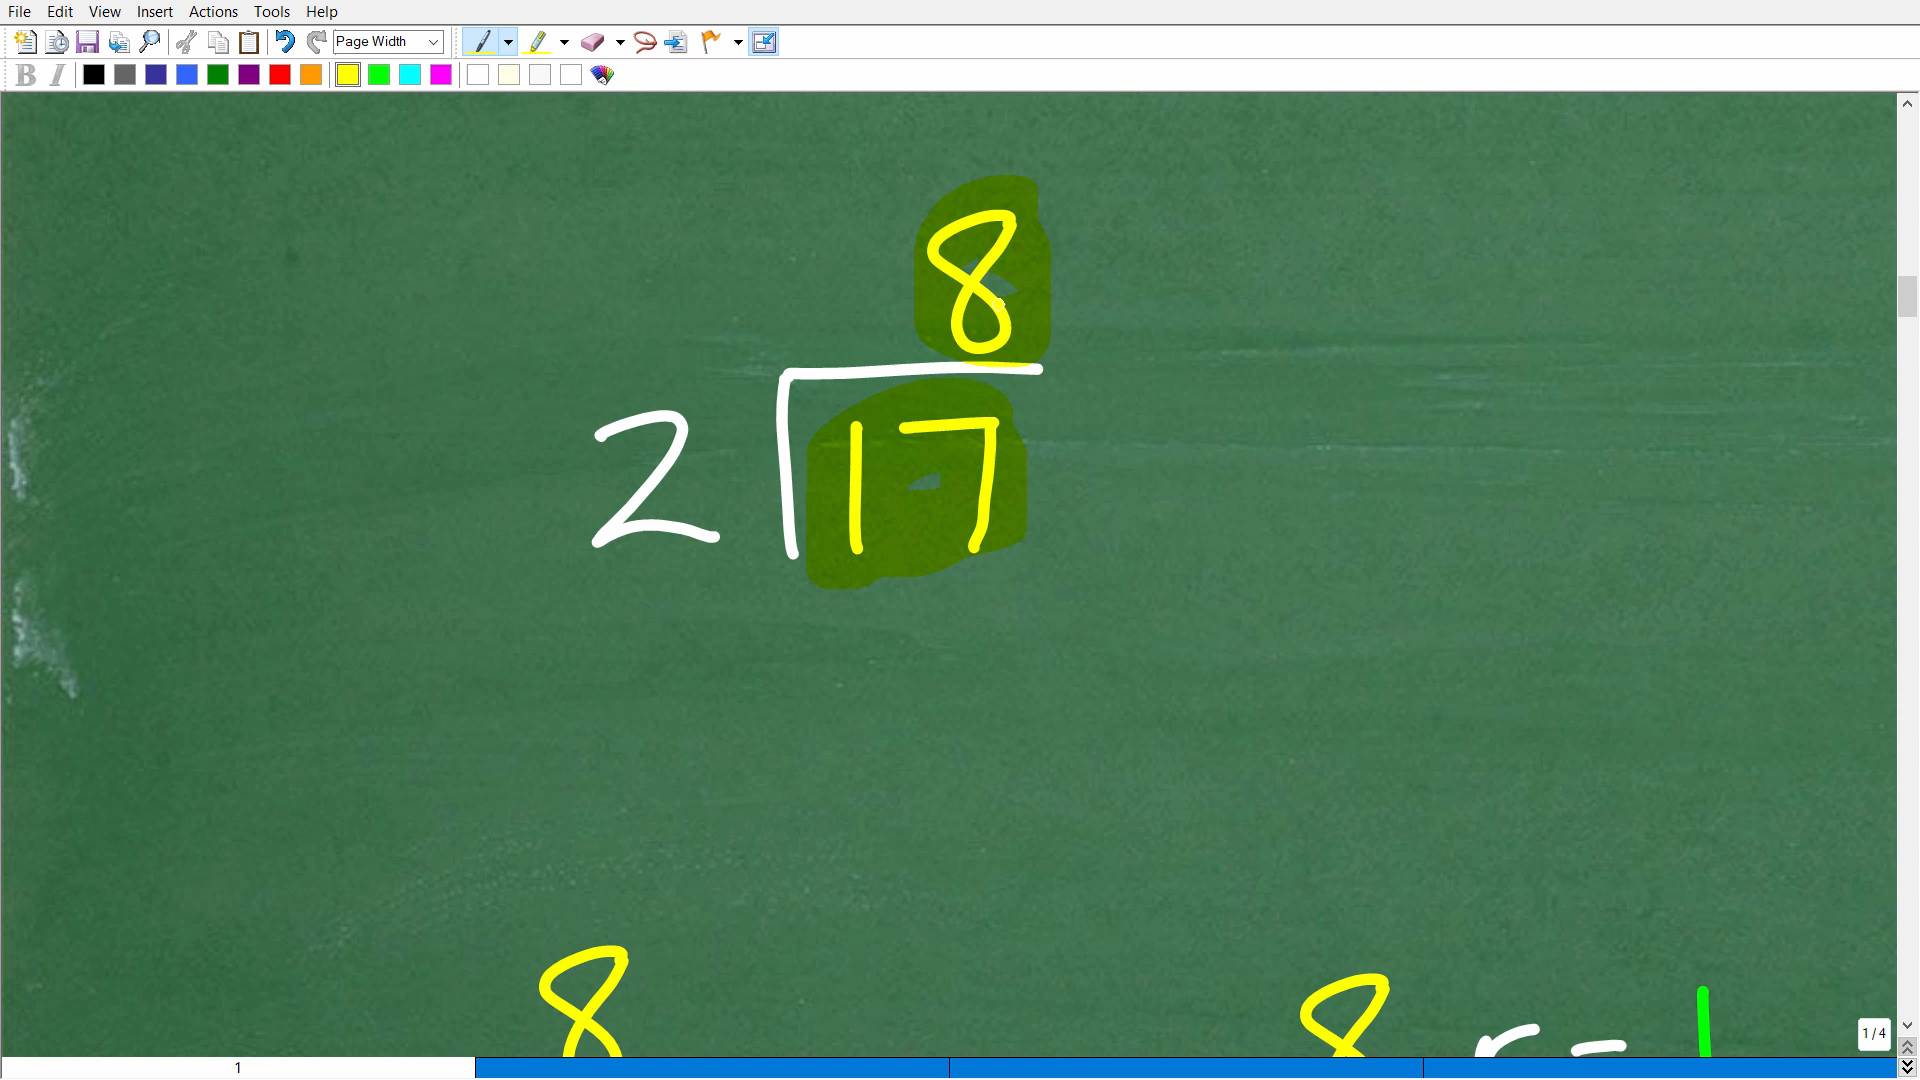 File Edit View Insert Actions Tools Help
Page Width
B I
8
2 17
8 8 r = 1
1 / 4
1